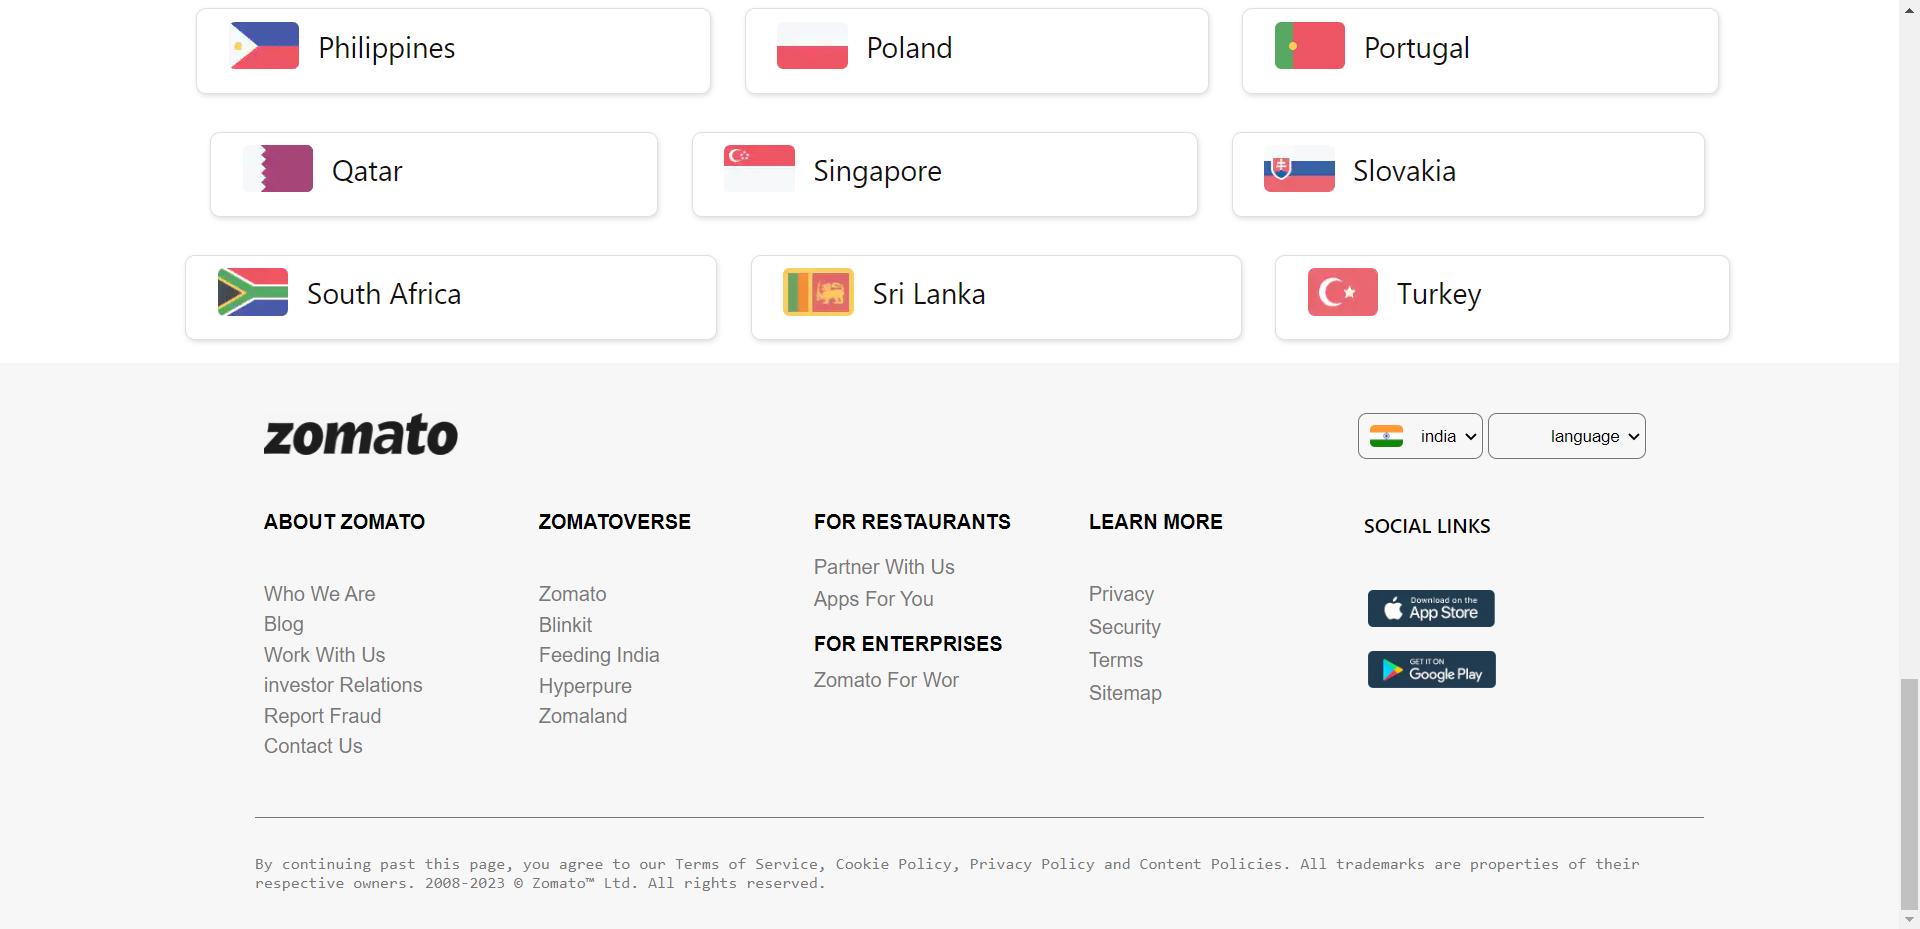 Philippines
Poland
Portugal
Qatar
Singapore
Slovakia
South Africa
Sri Lanka
Turkey
zomato
india
language
ABOUT ZOMATO
Who We Are
Blog
Work With Us
investor Relations
Report Fraud
Contact Us
ZOMATOVERSE
Zomato
Blinkit
Feeding India
Hyperpure
Zomaland
FOR RESTAURANTS
Partner With Us
Apps For You
FOR ENTERPRISES
Zomato For Wor
LEARN MORE
Privacy
Security
Terms
Sitemap
SOCIAL LINKS
Download on the
App Store
GET IT ON
Google Play
By continuing past this page, you agree to our Terms of Service, Cookie Policy, Privacy Policy and Content Policies. All trademarks are properties of their
respective owners. 2008-2023 © Zomato™ Ltd. All rights reserved.